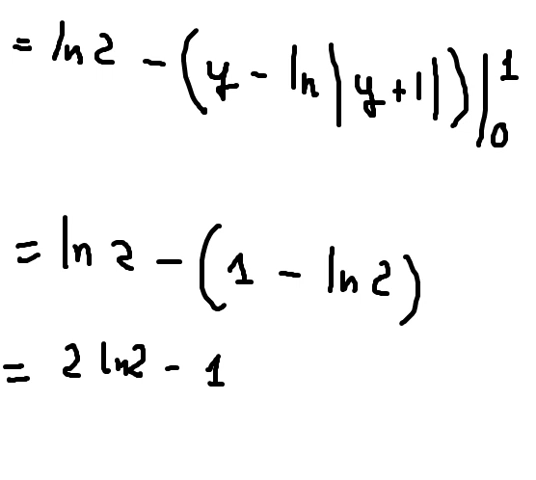 = ln 2 - (y - ln|y+1|)|₀¹
= ln 2 - (1 - ln 2)
= 2 ln2 - 1